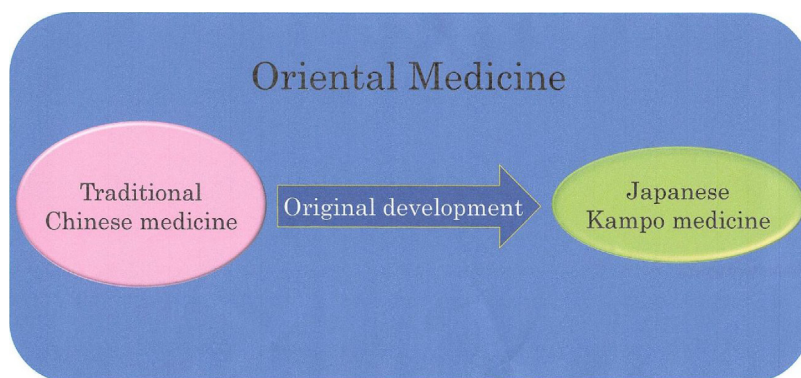 Oriental Medicine
Traditional
Chinese medicine
Original development
Japanese
Kampo medicine